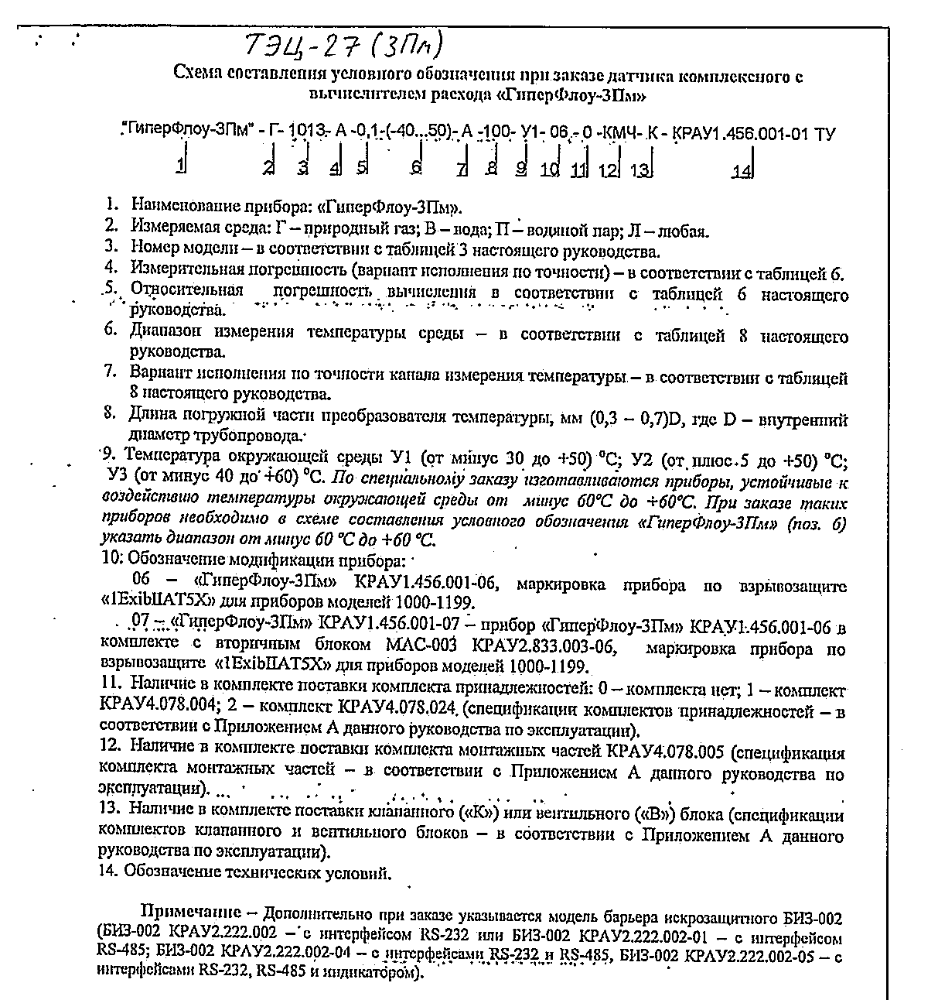 ТЭЦ-27 (3Пм)
Схема составления условного обозначения при заказе датчика комплексного с
вычислителем расхода «ГиперФлоу-3Пм»
"ГиперФлоу-3Пм" - Г- 1013- А -0,1-(-40...50)- А -100- У1- 06 - 0 -КМЧ- К - КРАУ1.456.001-01 ТУ
1 2 3 4 5 6 7 8 9 10 11 12 13 14
1. Наименование прибора: «ГиперФлоу-3Пм».
2. Измеряемая среда: Г – природный газ; В – вода; П – водяной пар; Л – любая.
3. Номер модели – в соответствии с таблицей 3 настоящего руководства.
4. Измерительная погрешность (вариант исполнения по точности) – в соответствии с таблицей 6.
5. Относительная погрешность вычисления в соответствии с таблицей 6 настоящего
руководства.
6. Диапазон измерения температуры среды – в соответствии с таблицей 8 настоящего
руководства.
7. Вариант исполнения по точности канала измерения температуры – в соответствии с таблицей
8 настоящего руководства.
8. Длина погружной части преобразователя температуры, мм (0,3 – 0,7)D, где D – внутренний
диаметр трубопровода.
9. Температура окружающей среды У1 (от минус 30 до +50) ºС; У2 (от плюс 5 до +50) ºС;
У3 (от минус 40 до +60) ºС. По специальному заказу изготавливаются приборы, устойчивые к
воздействию температуры окружающей среды от минус 60ºС до +60ºС. При заказе таких
приборов необходимо в схеме составления условного обозначения «ГиперФлоу-3Пм» (поз. 6)
указать диапазон от минус 60 ºС до +60 ºС.
10. Обозначение модификации прибора:
06 – «ГиперФлоу-3Пм» КРАУ1.456.001-06, маркировка прибора по взрывозащите
«1ExibIIAT5X» для приборов моделей 1000-1199.
07 – «ГиперФлоу-3Пм» КРАУ1.456.001-07 – прибор «ГиперФлоу-3Пм» КРАУ1.456.001-06 в
комплекте с вторичным блоком МАС-003 КРАУ2.833.003-06, маркировка прибора по
взрывозащите «1ExibIIAT5X» для приборов моделей 1000-1199.
11. Наличие в комплекте поставки комплекта принадлежностей: 0 – комплекта нет; 1 – комплект
КРАУ4.078.004; 2 – комплект КРАУ4.078.024 (спецификации комплектов принадлежностей – в
соответствии с Приложением А данного руководства по эксплуатации).
12. Наличие в комплекте поставки комплекта монтажных частей КРАУ4.078.005 (спецификация
комплекта монтажных частей – в соответствии с Приложением А данного руководства по
эксплуатации).
13. Наличие в комплекте поставки клапанного («К») или вентильного («В») блока (спецификации
комплектов клапанного и вентильного блоков – в соответствии с Приложением А данного
руководства по эксплуатации).
14. Обозначение технических условий.
Примечание – Дополнительно при заказе указывается модель барьера искрозащитного БИЗ-002
(БИЗ-002 КРАУ2.222.002 – с интерфейсом RS-232 или БИЗ-002 КРАУ2.222.002-01 – с интерфейсом
RS-485; БИЗ-002 КРАУ2.222.002-04 – с интерфейсами RS-232 и RS-485, БИЗ-002 КРАУ2.222.002-05 – с
интерфейсами RS-232, RS-485 и индикатором).